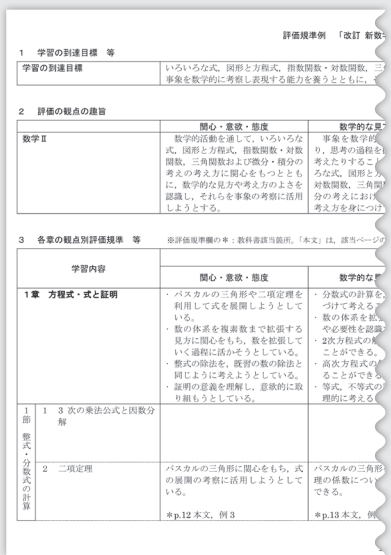 評価規準例 「改訂 新数
1 学習の到達目標 等
学習の到達目標
いろいろな式，図形と方程式，指数関数・対数関数，三
事象を数学的に考察し表現する能力を養うとともに，
2 評価の観点の趣旨
関心・意欲・態度
数学的な見
数学Ⅱ
数学的活動を通して，いろいろな
式，図形と方程式，指数関数・対数
関数，三角関数および微分・積分の
考えの考え方に関心をもつととも
に，数学的な見方や考え方のよさを
認識し，それらを事象の考察に活用
しようとする。
事象を数学的
り，思考の過程を
考えたりするこ
ろな式，図形と
対数関数，三角関
分の考えにおけ
考え方を身につけ
3 各章の観点別評価規準 等
※評価規準欄の＊：教科書該当箇所。「本文」は，該当ページの
学習内容
関心・意欲・態度
数学的な見
1章 方程式・式と証明
・ パスカルの三角形や二項定理を
利用して式を展開しようとして
いる。
・ 数の体系を複素数まで拡張する
見方に関心をもち，数を拡張して
いく過程に活かそうとしている。
・ 整式の除法を，既習の数の除法と
同じように考えようとしている。
・ 証明の意義を理解し，意欲的に取
り組もうとしている。
・ 分数式の計算を
づけて考える
・ 数の体系を拡
や必要性を認識
・ 2次方程式の解
ことができる。
・ 高次方程式の
ることができる
・ 等式，不等式の
理的に考える
1節 整式・分数式の計算
1 3 次の乗法公式と因数分
解
2 二項定理
パスカルの三角形に関心をもち，式
の展開の考察に活用しようとして
いる。
＊p.12 本文，例 3
パスカルの三角形
理の係数につい
できる。
＊p.13 本文，例